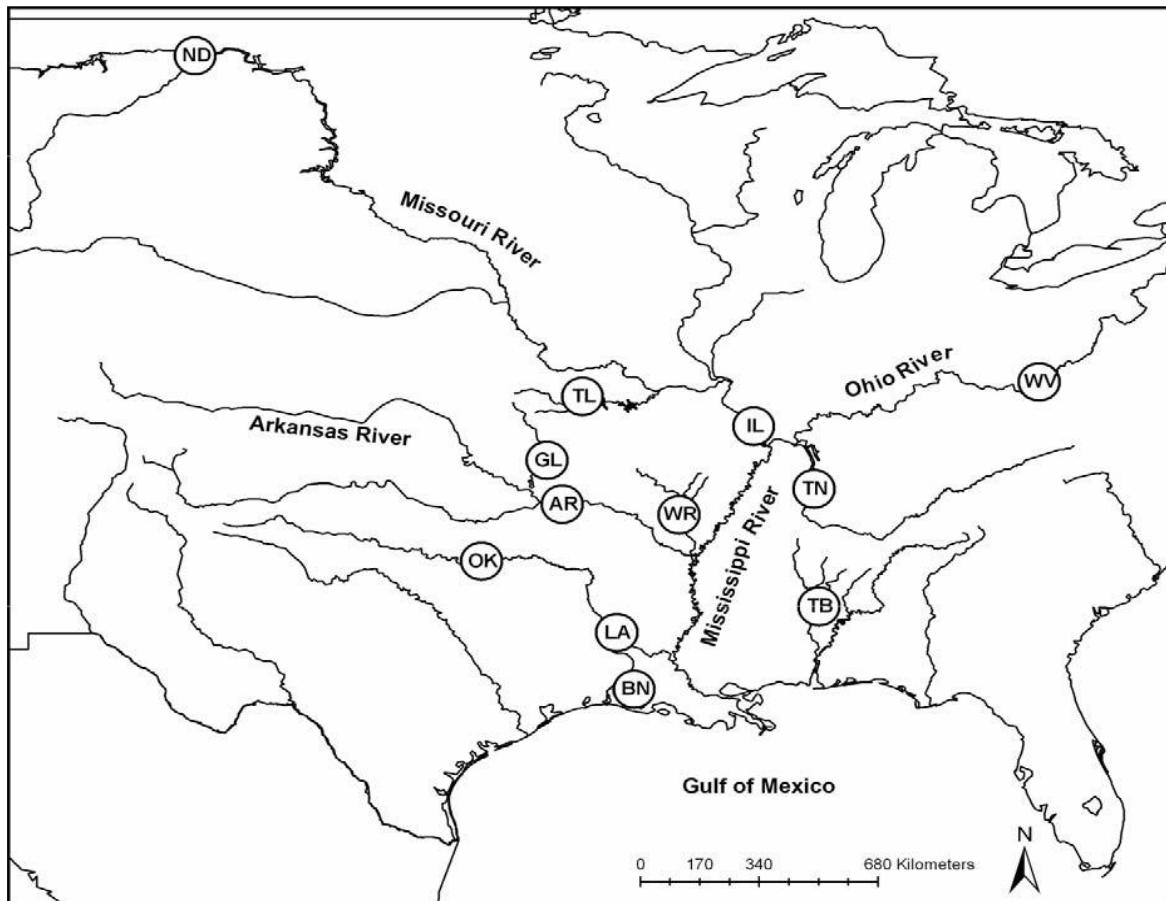 ND
Missouri River
Ohio River
WV
TL
IL
Arkansas River
GL
TN
AR
WR
Mississippi River
OK
TB
LA
BN
Gulf of Mexico
N
0 170 340 680 Kilometers